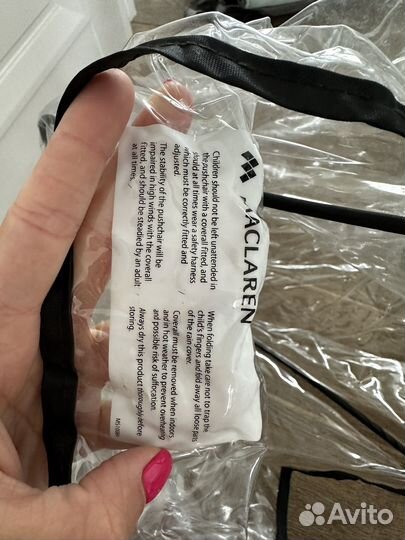 MACLAREN
Children should not be left unattended in
the pushchair with a coverall fitted, and
should at all times wear a safety harness
which must be correctly fitted and
adjusted.
The stability of the pushchair will be
impaired in high winds with the coverall
fitted, and should be steadied by an adult
at all times.
When folding take care not to trap the
child's fingers and fold away all loose parts
of the rain cover.
Coverall must be removed when indoors
and in hot weather to prevent overheating
and possible risk of suffocation.
Always dry this product thoroughly before
storing.
Avito